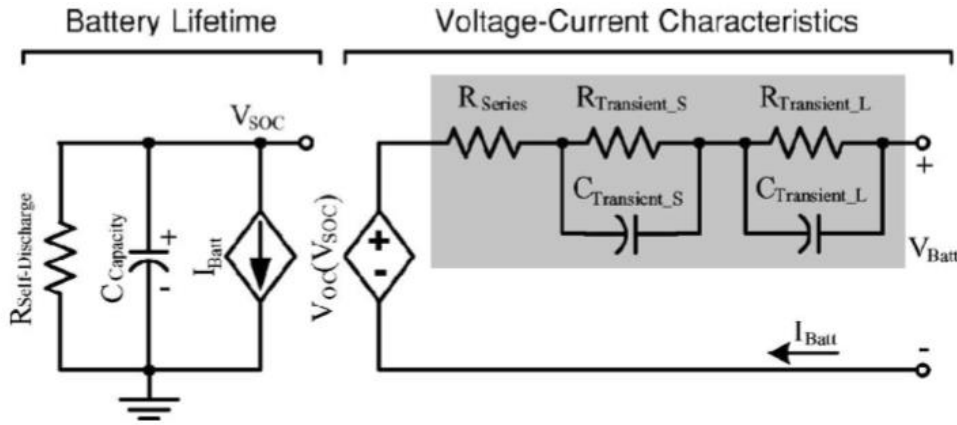 Battery Lifetime
Voltage-Current Characteristics
V_SOC
R_Self-Discharge
C_Capacity
+
-
I_Batt
V_OC(V_SOC)
+
-
R_Series
R_Transient_S
R_Transient_L
C_Transient_S
C_Transient_L
+
V_Batt
I_Batt
-